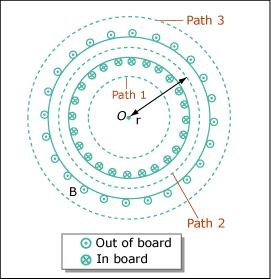 Path 3
Path 1
O
r
B
Path 2
Out of board
In board